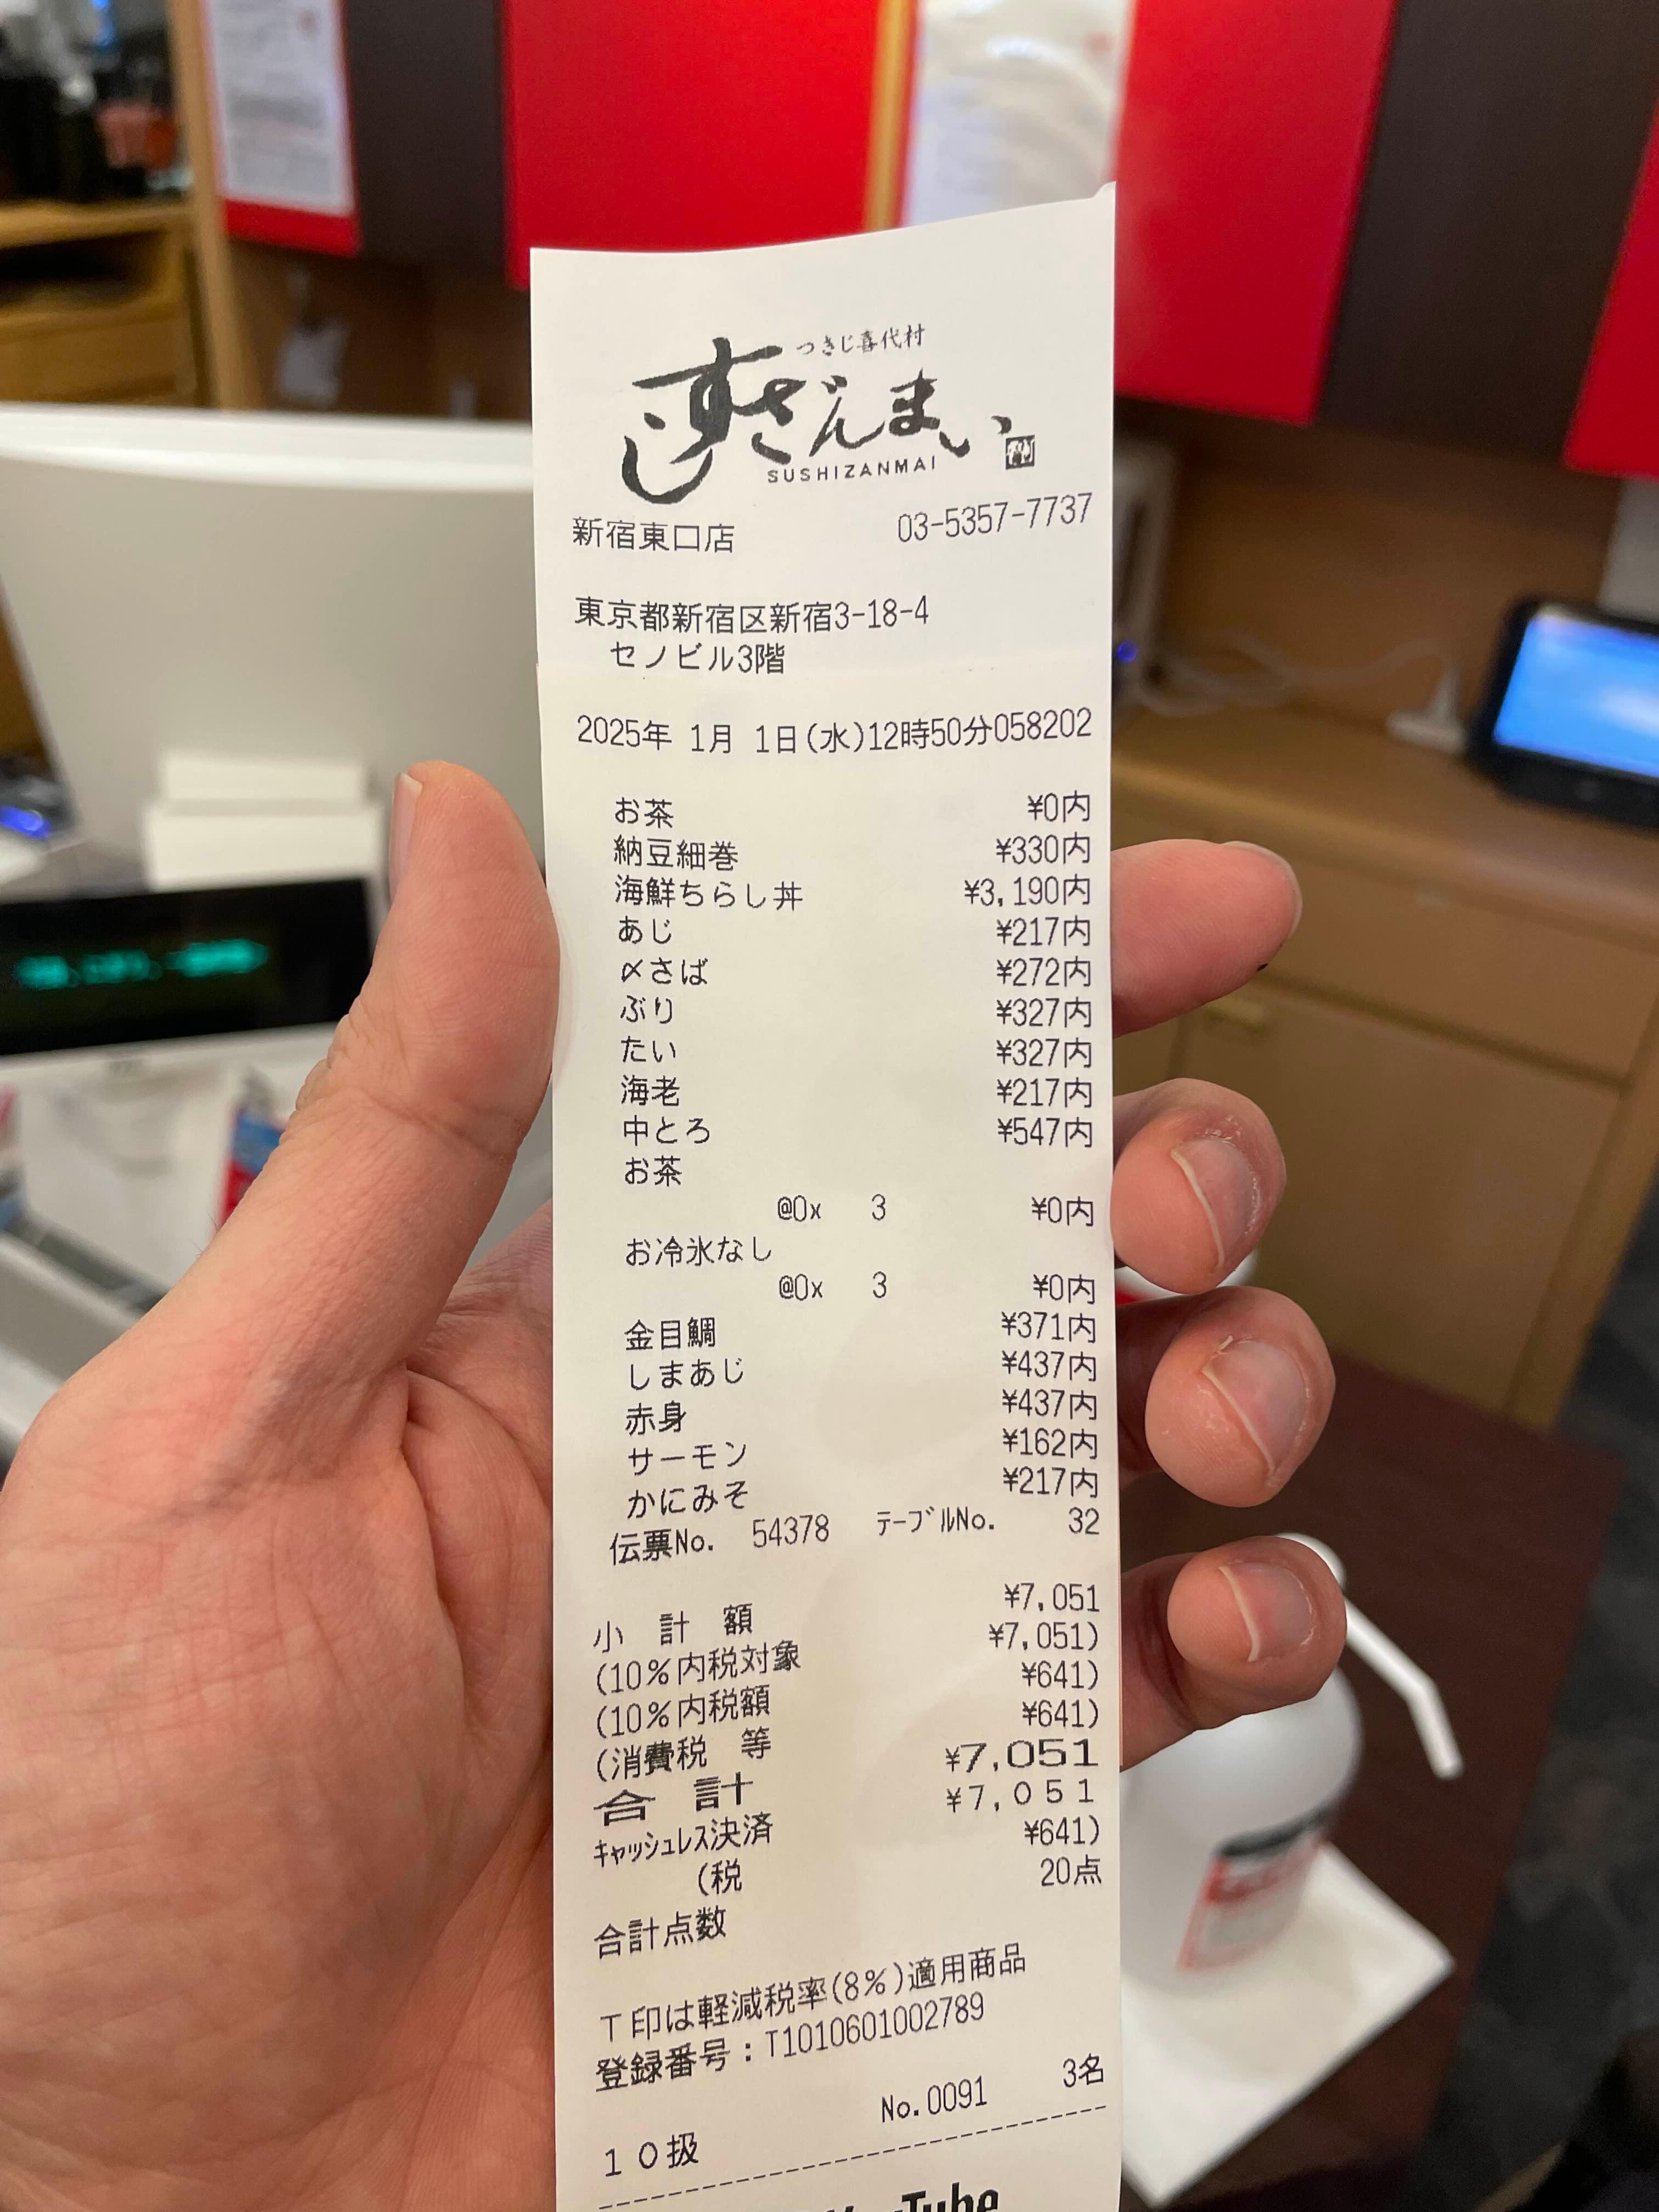 つきじ喜代村
すしざんまい
SUSHIZANMAI
新宿東口店 03-5357-7737
東京都新宿区新宿3-18-4
セノビル3階
2025年 1月 1日(水)12時50分058202
お茶 ¥0内
納豆細巻 ¥330内
海鮮ちらし丼 ¥3,190内
あじ ¥217内
〆さば ¥272内
ぶり ¥327内
たい ¥327内
海老 ¥217内
中とろ ¥547内
お茶
@0x 3 ¥0内
お冷氷なし
@0x 3 ¥0内
金目鯛 ¥371内
しまあじ ¥437内
赤身 ¥437内
サーモン ¥162内
かにみそ ¥217内
伝票No. 54378 テーブルNo. 32
小 計 額 ¥7,051
(10%内税対象 ¥7,051)
(10%内税額 ¥641)
(消費税 等 ¥641)
合 計 ¥7,051
キャッシュレス決済 ¥7,051
(税 ¥641)
合計点数 20点
T印は軽減税率(8%)適用商品
登録番号:T1010601002789
No.0091 3名
10扱
YouTube